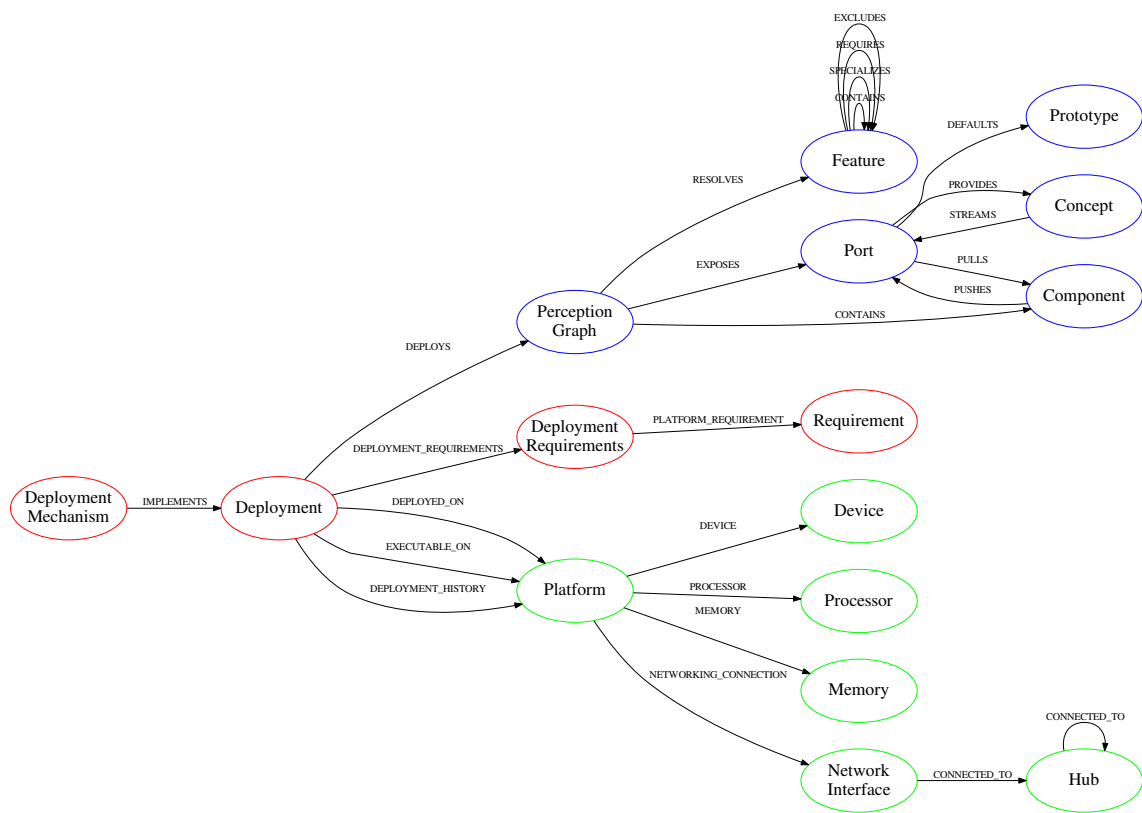 EXCLUDES
REQUIRES
SPECIALIZES
CONTAINS
Feature
Prototype
DEFAULTS
RESOLVES
PROVIDES
Concept
STREAMS
Port
EXPOSES
PULLS
PUSHES
Component
Perception
Graph
CONTAINS
DEPLOYS
Deployment
Requirements
PLATFORM_REQUIREMENT
Requirement
DEPLOYMENT_REQUIREMENTS
Deployment
Mechanism
IMPLEMENTS
Deployment
DEPLOYED_ON
EXECUTABLE_ON
DEPLOYMENT_HISTORY
Platform
DEVICE
Device
PROCESSOR
Processor
MEMORY
Memory
NETWORKING_CONNECTION
Network
Interface
CONNECTED_TO
CONNECTED_TO
Hub